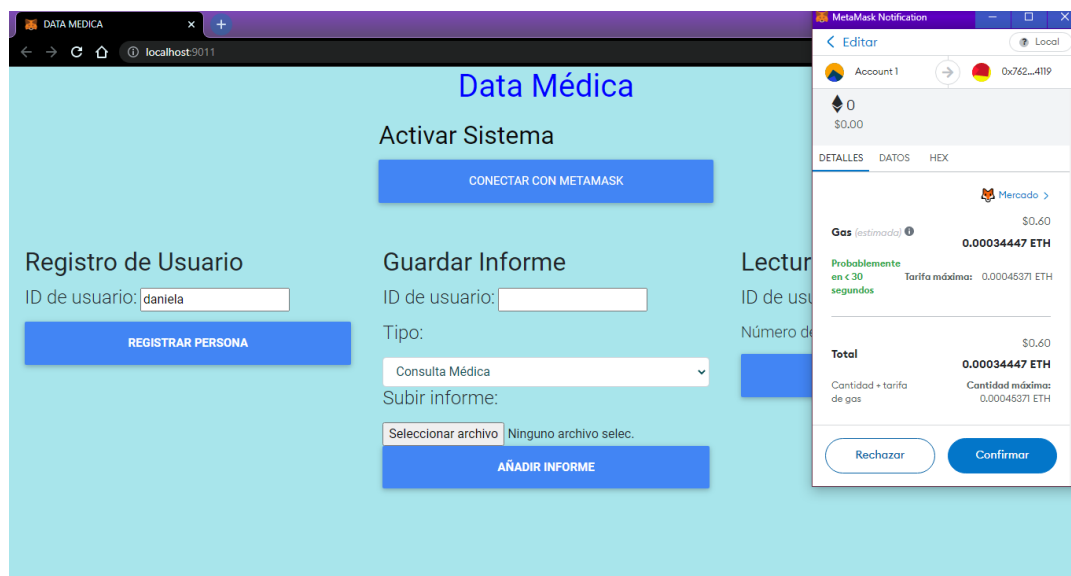 DATA MEDICA
localhost:9011
Data Médica
Activar Sistema
CONECTAR CON METAMASK
Registro de Usuario
ID de usuario: daniela
REGISTRAR PERSONA
Guardar Informe
ID de usuario:
Tipo:
Consulta Médica
Subir informe:
Seleccionar archivo Ninguno archivo selec.
AÑADIR INFORME
Lectur
ID de usu
Número de
MetaMask Notification
Editar
? Local
Account 1
0x762...4119
0
$0.00
DETALLES DATOS HEX
Mercado >
$0.60
Gas (estimada)
0.00034447 ETH
Probablemente
en < 30 Tarifa máxima: 0.00045371 ETH
segundos
$0.60
Total
0.00034447 ETH
Cantidad + tarifa Cantidad máxima:
de gas 0.00045371 ETH
Rechazar Confirmar